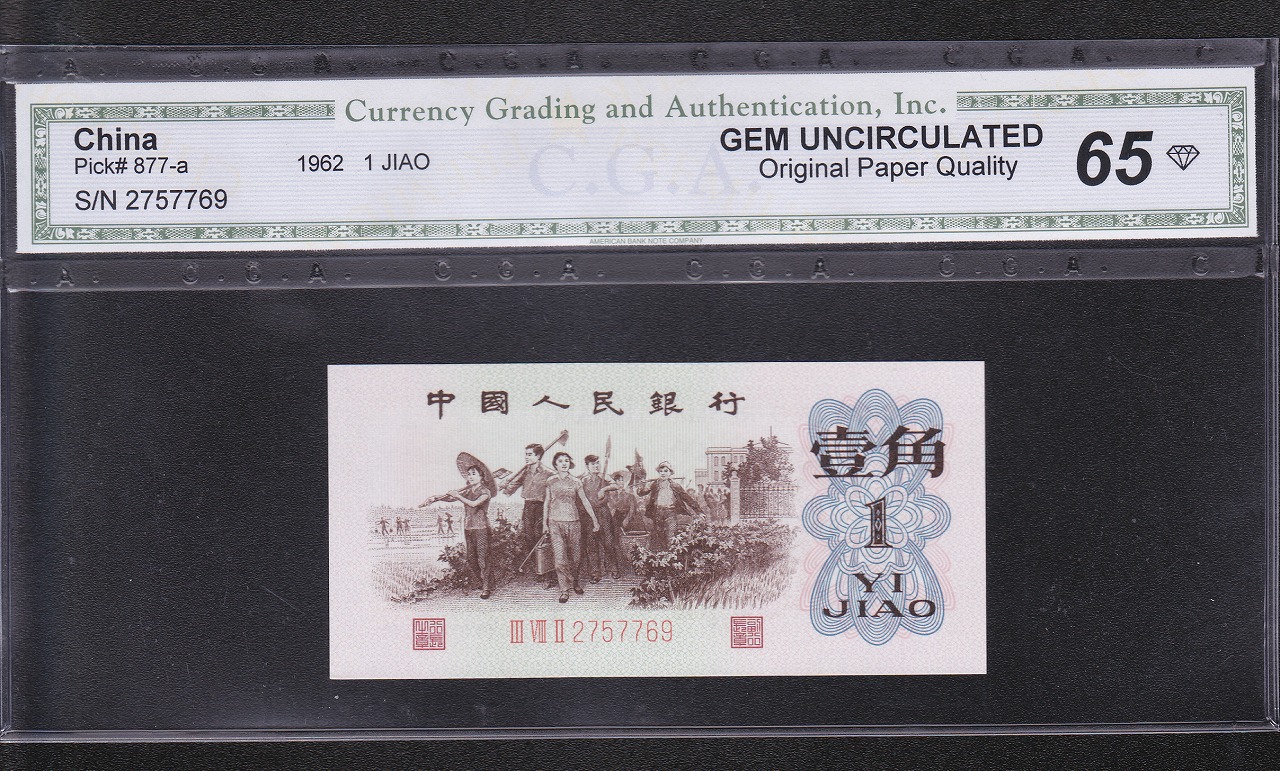 C.G.A. C.G.A. C.G.A. C.G.A. C
Currency Grading and Authentication, Inc.
China
Pick# 877-a
1962 1 JIAO
S/N 2757769
C.G.A.
GEM UNCIRCULATED
Original Paper Quality
65
AMERICAN BANK NOTE COMPANY
.A. C.G.A. C.G.A. C.G.A. C.G.A. C.
中國人民銀行
壹角
1
YI
JIAO
III VIII II 2757769